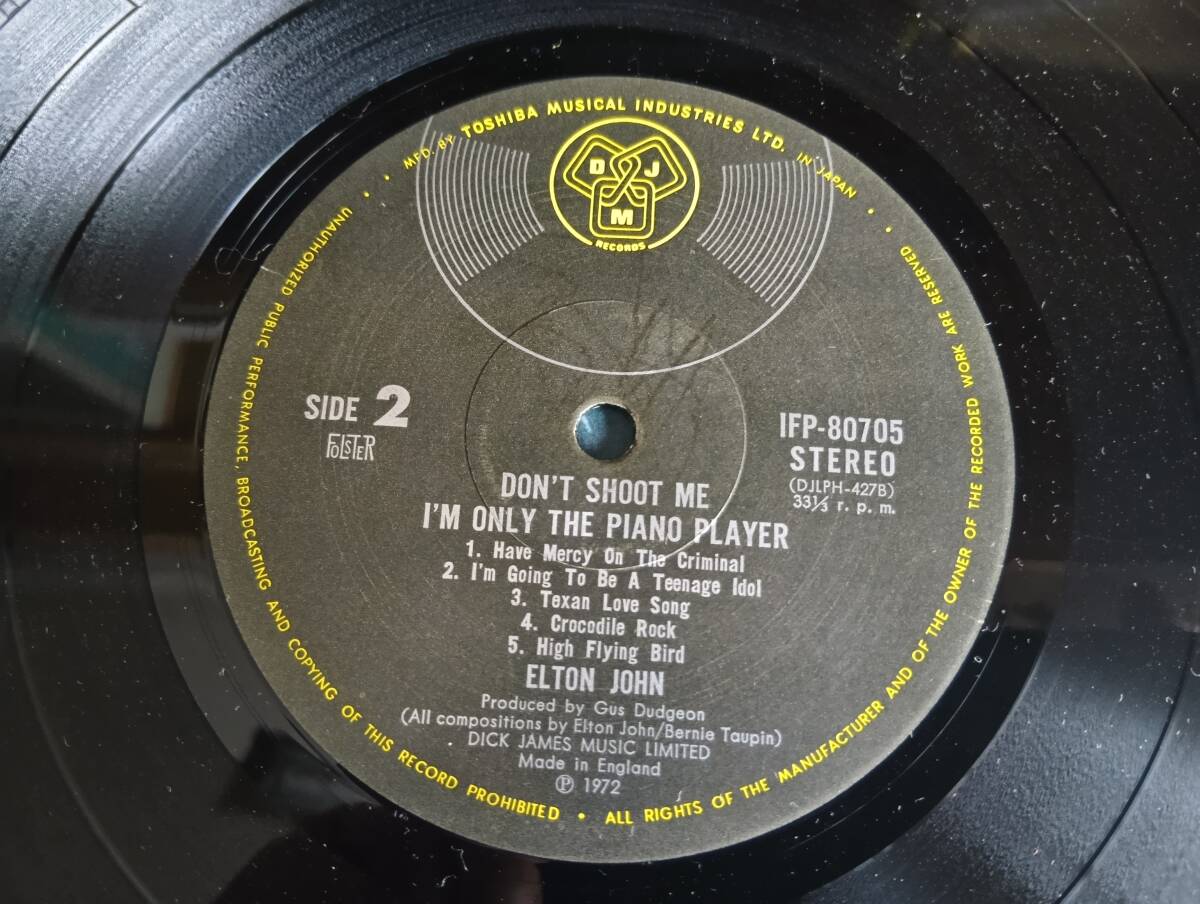 MFD. BY TOSHIBA MUSICAL INDUSTRIES LTD. IN JAPAN
D J
M
RECORDS
SIDE 2
FOLSTER
IFP-80705
STEREO
(DJLPH-427B)
33⅓ r. p. m.
DON'T SHOOT ME
I'M ONLY THE PIANO PLAYER
1. Have Mercy On The Criminal
2. I'm Going To Be A Teenage Idol
3. Texan Love Song
4. Crocodile Rock
5. High Flying Bird
ELTON JOHN
Produced by Gus Dudgeon
(All compositions by Elton John/Bernie Taupin)
DICK JAMES MUSIC LIMITED
Made in England
Ⓟ 1972
UNAUTHORIZED PUBLIC PERFORMANCE, BROADCASTING AND COPYING OF THIS RECORD PROHIBITED • ALL RIGHTS OF THE MANUFACTURER AND OF THE OWNER OF THE RECORDED WORK ARE RESERVED